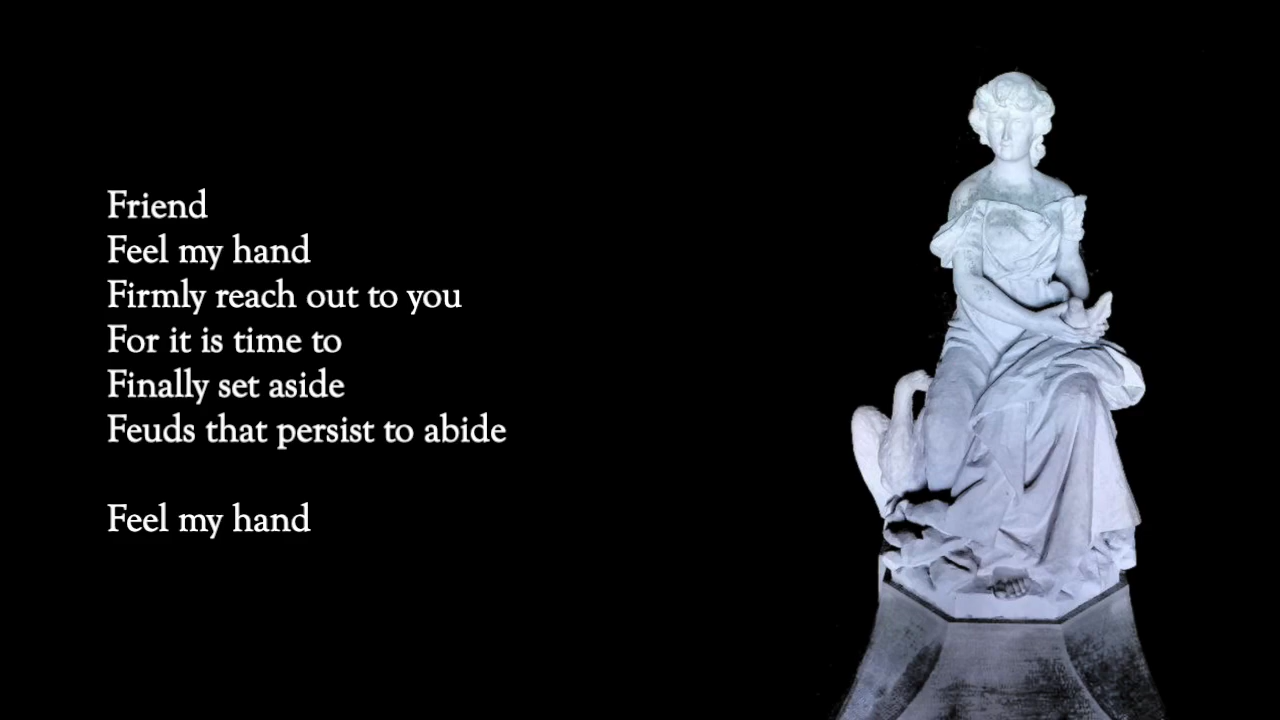 Friend
Feel my hand
Firmly reach out to you
For it is time to
Finally set aside
Feuds that persist to abide
Feel my hand